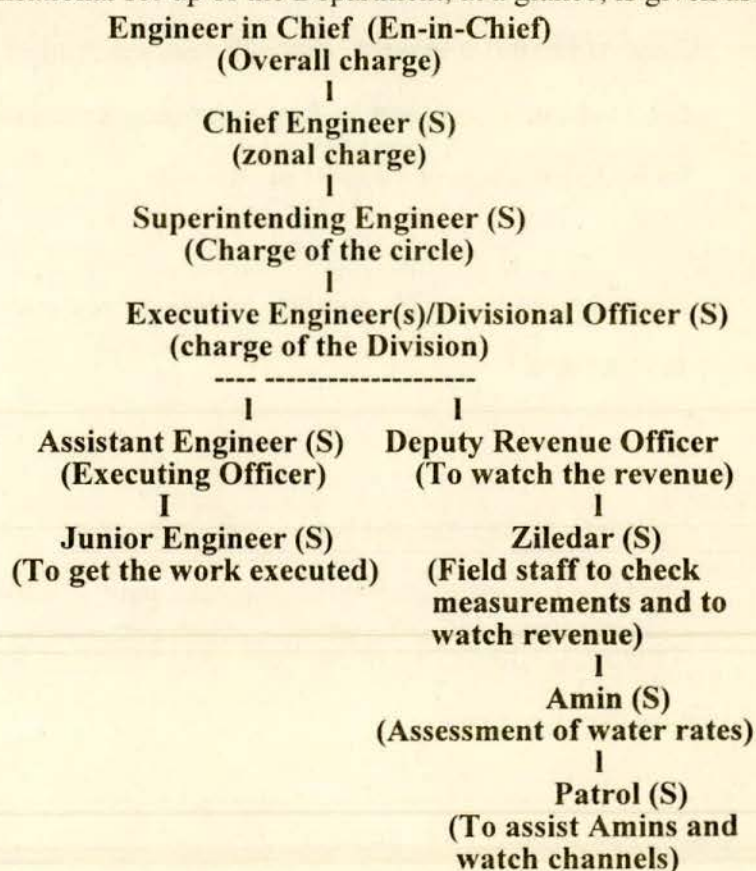 Engineer in Chief (En-in-Chief)
(Overall charge)
I
Chief Engineer (S)
(zonal charge)
I
Superintending Engineer (S)
(Charge of the circle)
I
Executive Engineer(s)/Divisional Officer (S)
(charge of the Division)
---- ---------------------
I I
Assistant Engineer (S) Deputy Revenue Officer
(Executing Officer) (To watch the revenue)
I I
Junior Engineer (S) Ziledar (S)
(To get the work executed) (Field staff to check
measurements and to
watch revenue)
I
Amin (S)
(Assessment of water rates)
I
Patrol (S)
(To assist Amins and
watch channels)